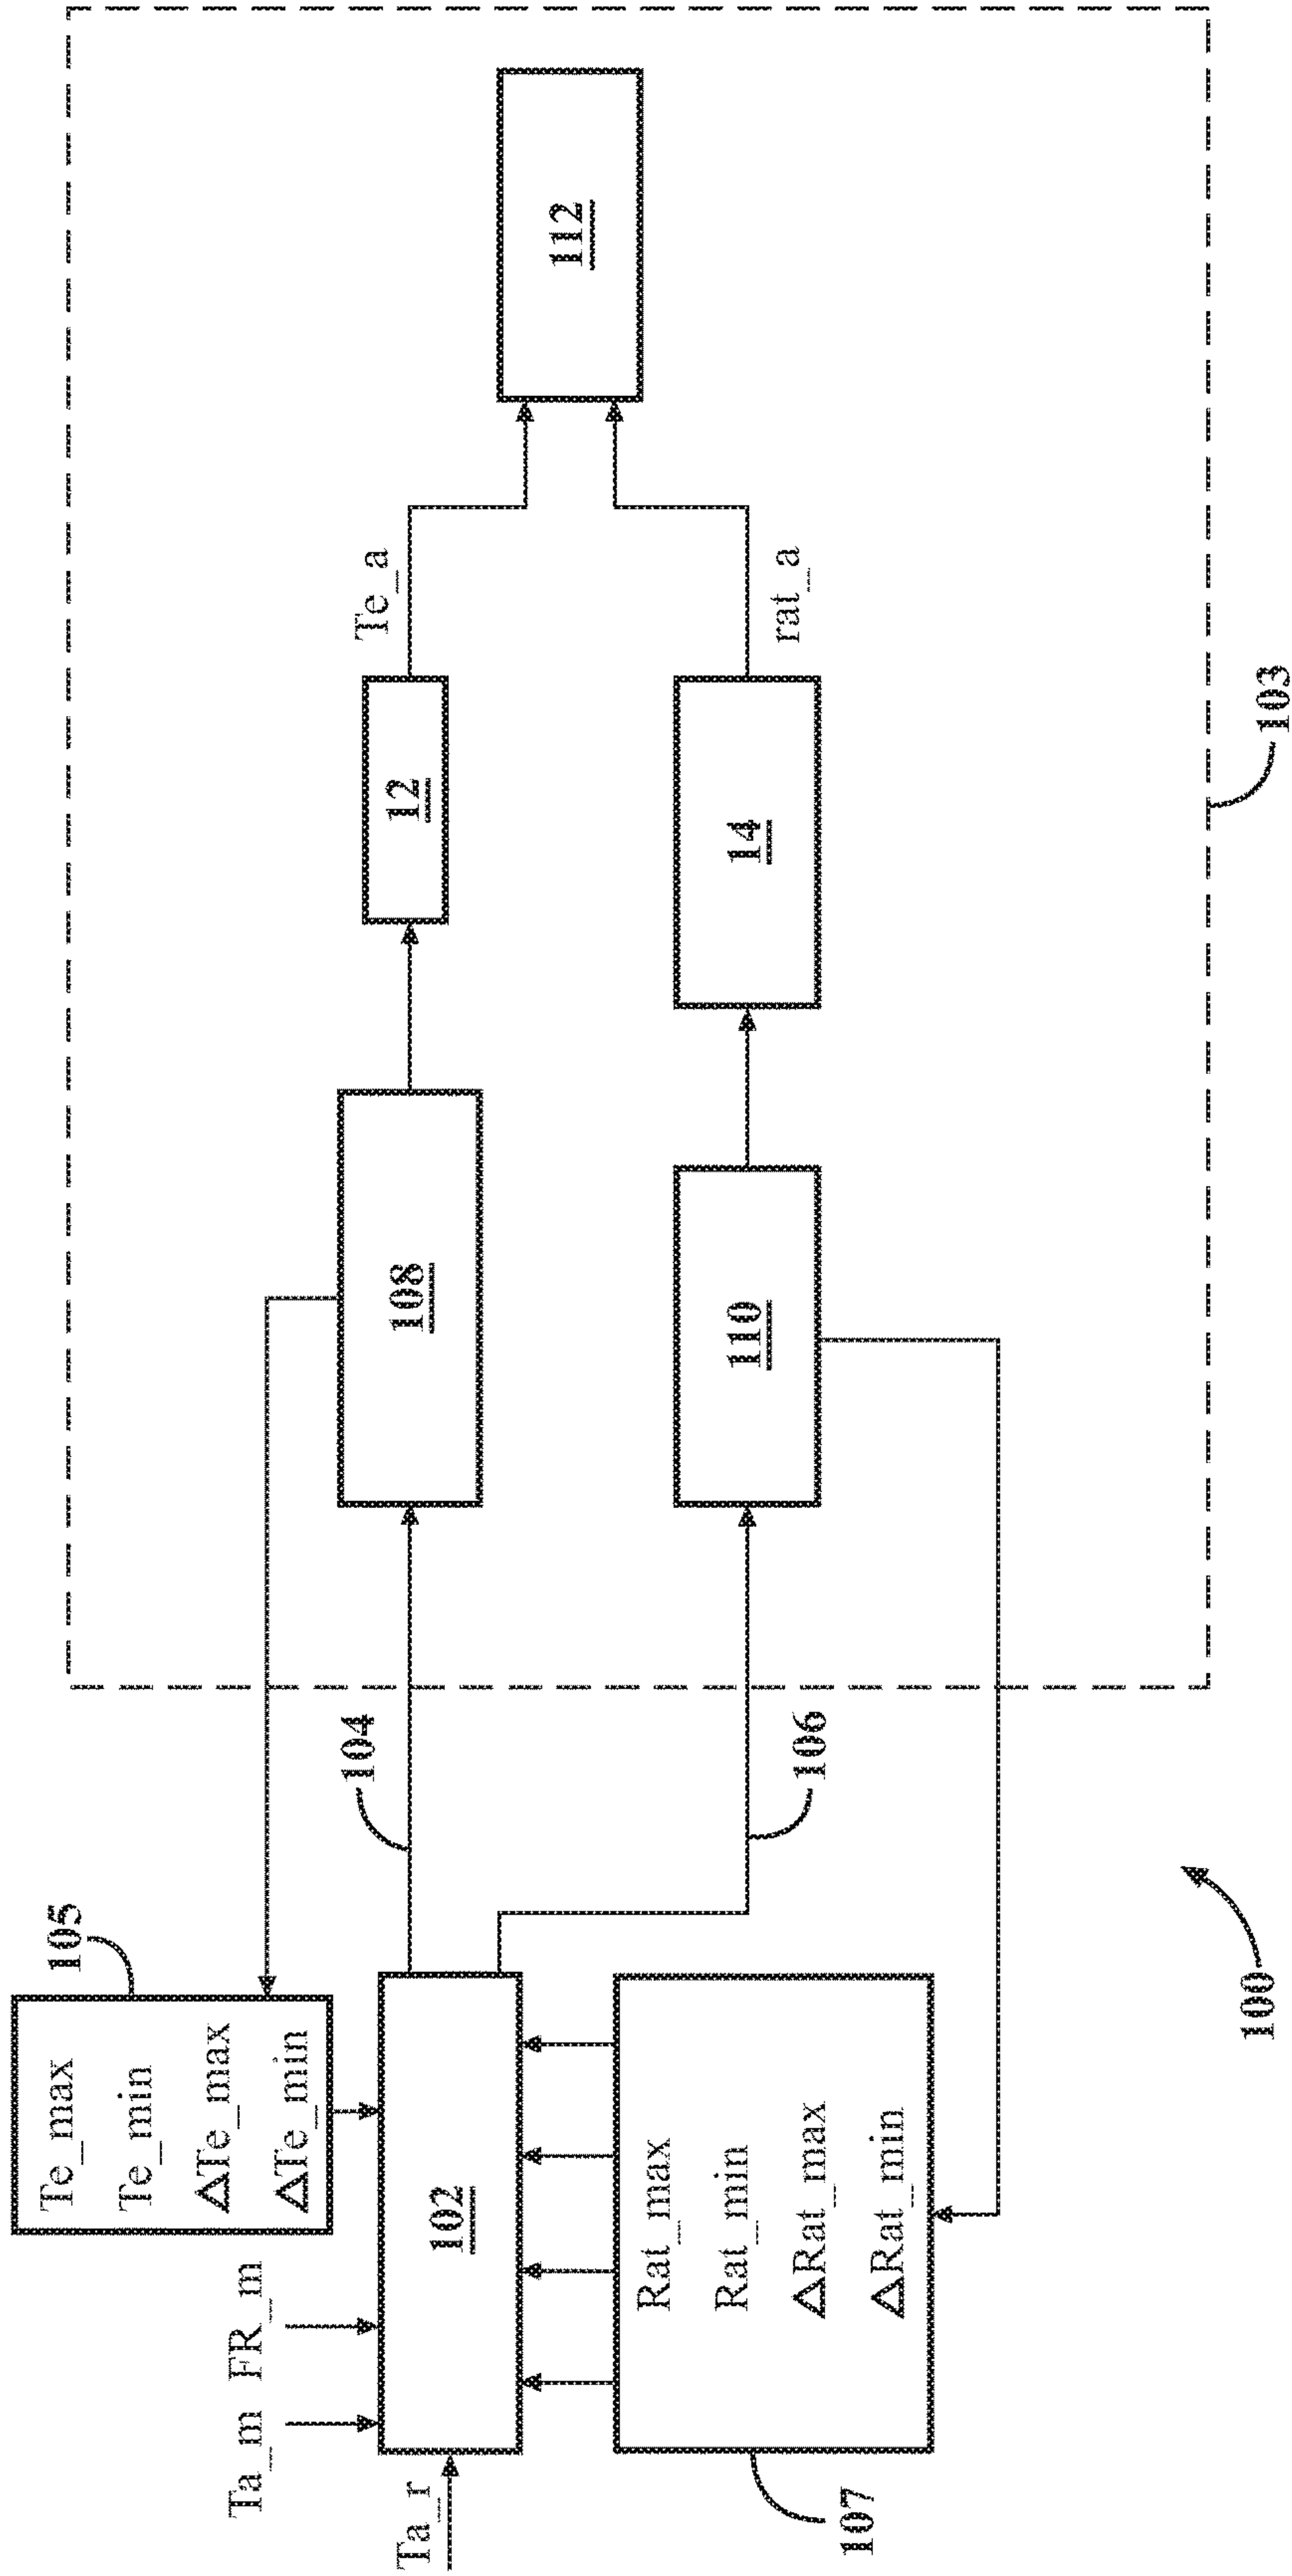 Te_max
Te_min
ΔTe_max
ΔTe_min
105
Ta_m
FR_m
Ta_r
102
104
106
Rat_max
Rat_min
ΔRat_max
ΔRat_min
107
108
12
Te_a
110
14
rat_a
112
103
100